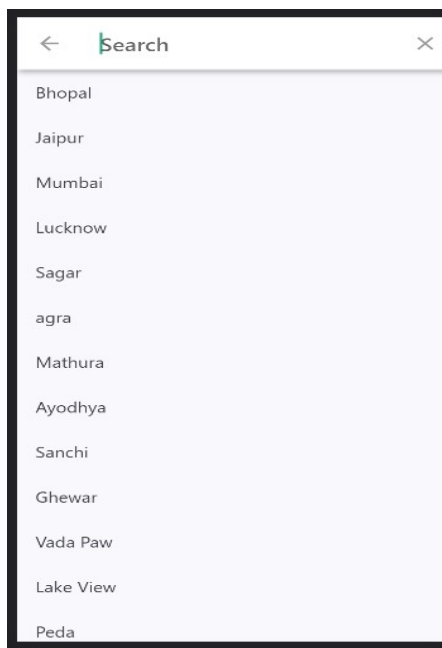 Search
Bhopal
Jaipur
Mumbai
Lucknow
Sagar
agra
Mathura
Ayodhya
Sanchi
Ghewar
Vada Paw
Lake View
Peda